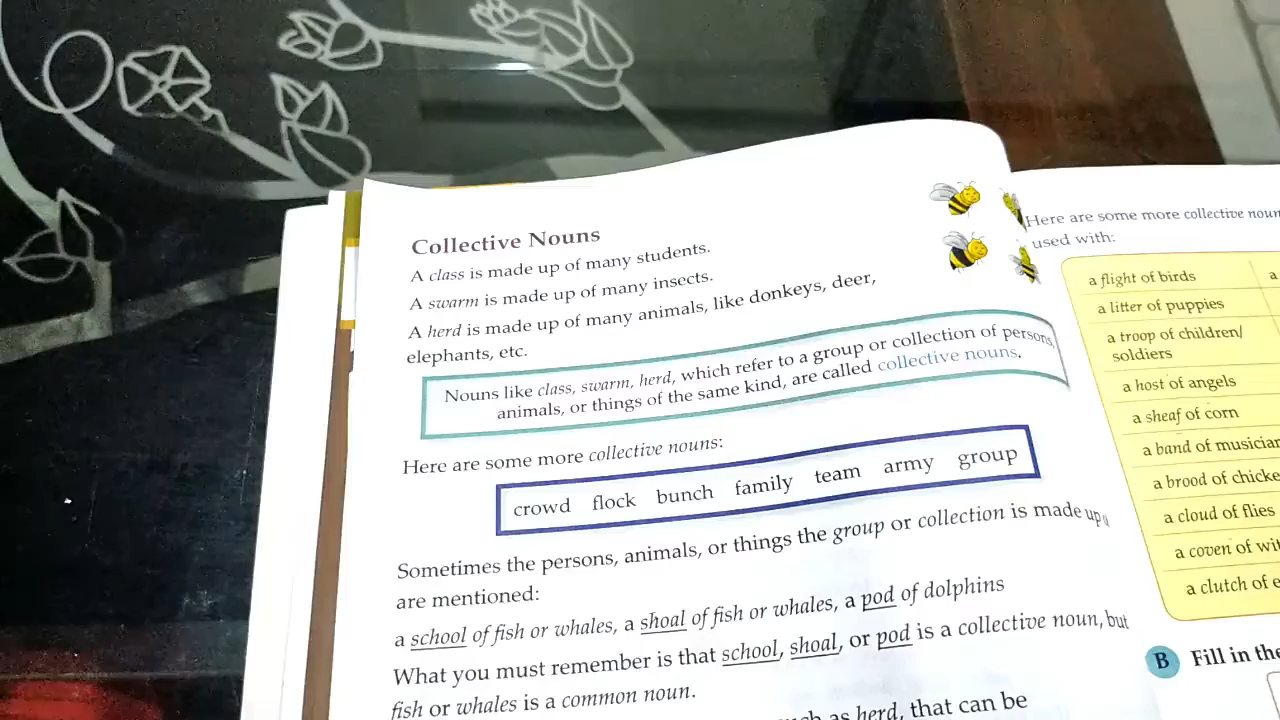 Collective Nouns
A class is made up of many students.
A swarm is made up of many insects.
A herd is made up of many animals, like donkeys, deer,
elephants, etc.
Nouns like class, swarm, herd, which refer to a group or collection of persons,
animals, or things of the same kind, are called collective nouns.
Here are some more collective nouns:
crowd flock bunch family team army group
Sometimes the persons, animals, or things the group or collection is made up
are mentioned:
a school of fish or whales, a shoal of fish or whales, a pod of dolphins
What you must remember is that school, shoal, or pod is a collective noun, but
fish or whales is a common noun.
as herd, that can be
Here are some more collective
used with:
a flight of birds
a litter of puppies
a troop of children/
soldiers
a host of angels
a sheaf of corn
a band of
a brood of
a cloud of flies
a coven of
a clutch of
B Fill in the